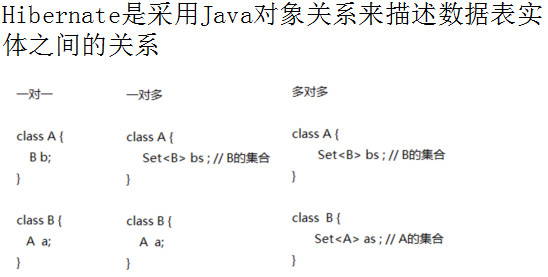 Hibernate是采用Java对象关系来描述数据表实
体之间的关系
一对一
class A {
B b;
}
class B {
A a;
}
一对多
class A {
Set<B> bs ; // B的集合
}
class B {
A a;
}
多对多
class A {
Set<B> bs ; // B的集合
}
class B {
Set<A> as ; // A的集合
}